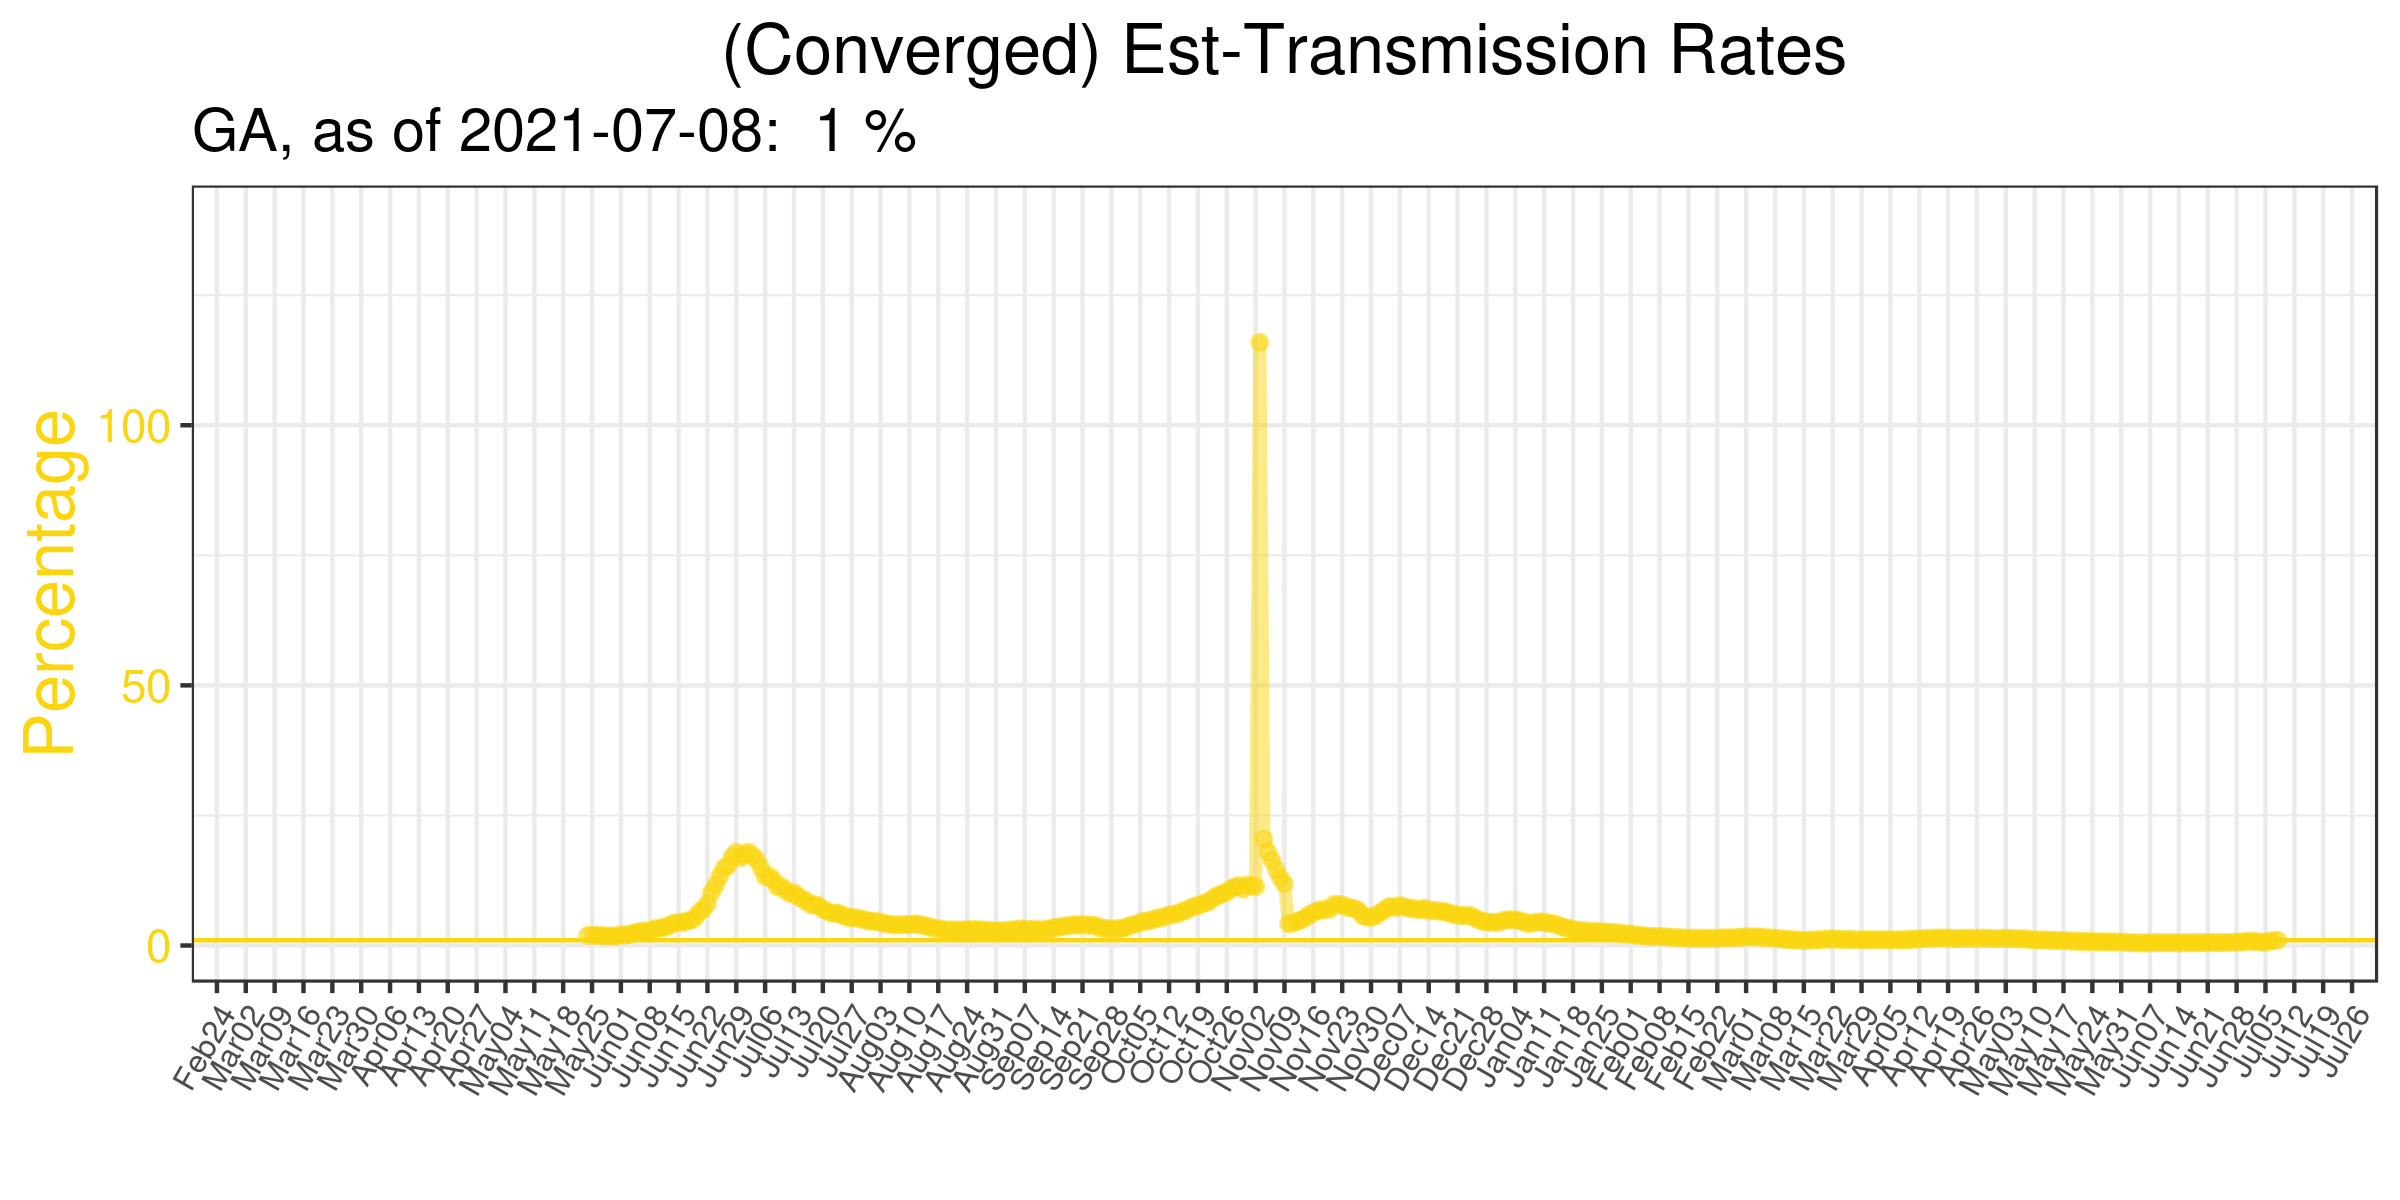 (Converged) Est-Transmission Rates
GA, as of 2021-07-08:  1 %
Percentage
100
50
0
Feb24
Mar02
Mar09
Mar16
Mar23
Mar30
Apr06
Apr13
Apr20
Apr27
May04
May11
May18
May25
Jun01
Jun08
Jun15
Jun22
Jun29
Jul06
Jul13
Jul20
Jul27
Aug03
Aug10
Aug17
Aug24
Aug31
Sep07
Sep14
Sep21
Sep28
Oct05
Oct12
Oct19
Oct26
Nov02
Nov09
Nov16
Nov23
Nov30
Dec07
Dec14
Dec21
Dec28
Jan04
Jan11
Jan18
Jan25
Feb01
Feb08
Feb15
Feb22
Mar01
Mar08
Mar15
Mar22
Mar29
Apr05
Apr12
Apr19
Apr26
May03
May10
May17
May24
May31
Jun07
Jun14
Jun21
Jun28
Jul05
Jul12
Jul19
Jul26